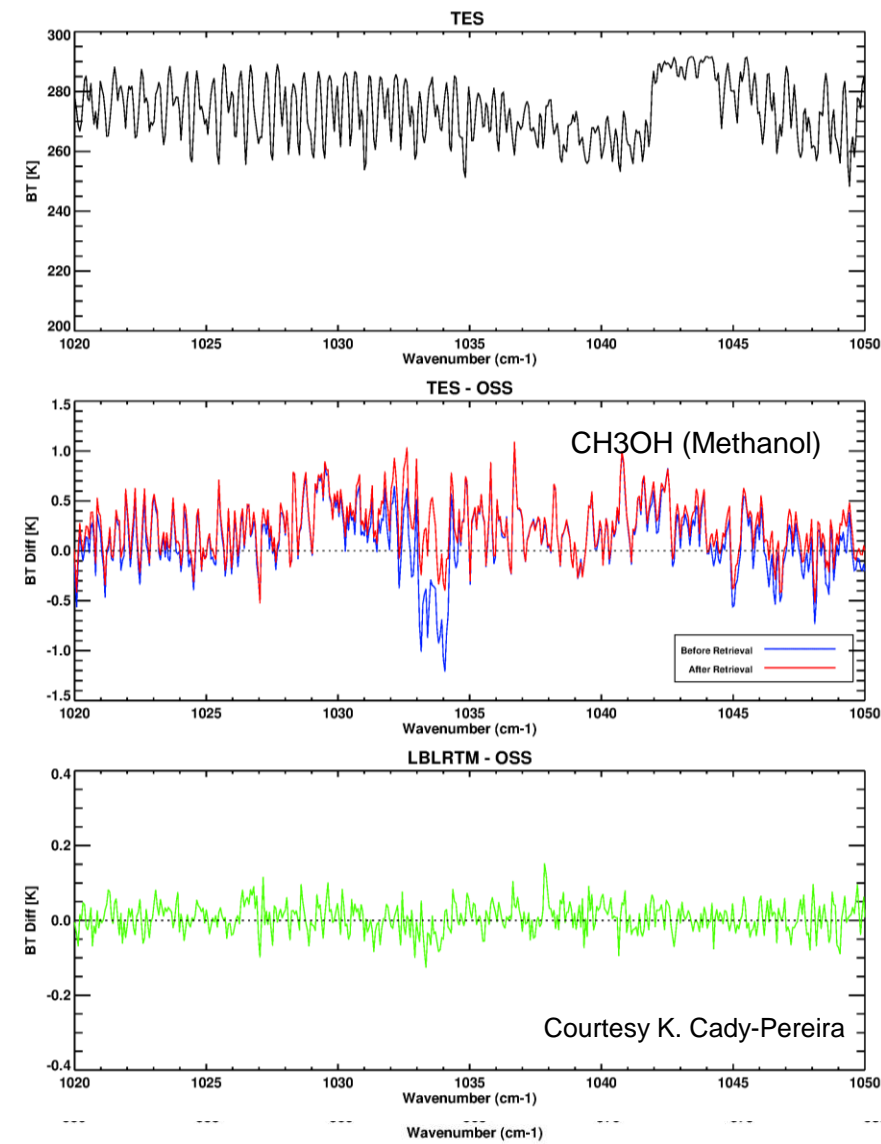 TES
300
280
260
240
220
200
BT [K]
1020 1025 1030 1035 1040 1045 1050
Wavenumber (cm-1)
TES - OSS
1.5
1.0
0.5
0.0
-0.5
-1.0
-1.5
BT Diff [K]
CH3OH (Methanol)
Before Retrieval
After Retrieval
1020 1025 1030 1035 1040 1045 1050
Wavenumber (cm-1)
LBLRTM - OSS
0.4
0.2
0.0
-0.2
-0.4
BT Diff [K]
Courtesy K. Cady-Pereira
1020 1025 1030 1035 1040 1045 1050
Wavenumber (cm-1)
Wavenumber (cm-1)